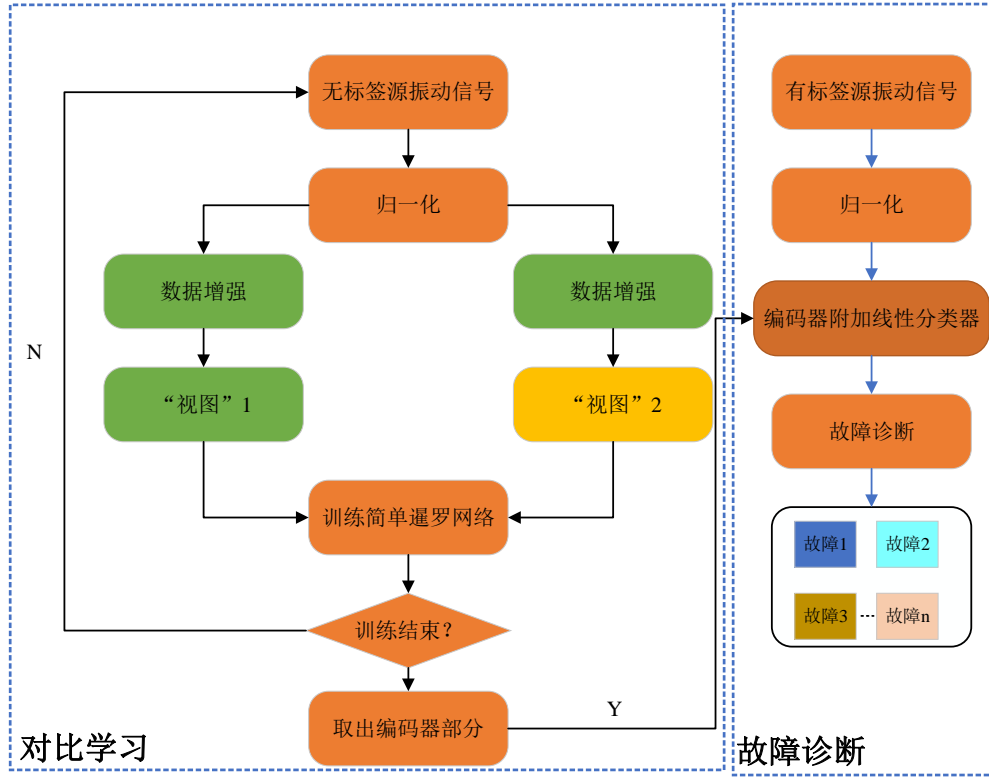 无标签源振动信号
归一化
数据增强
数据增强
N
“视图”1
“视图”2
训练简单暹罗网络
训练结束？
取出编码器部分
Y
对比学习
有标签源振动信号
归一化
编码器附加线性分类器
故障诊断
故障1
故障2
故障3
故障n
故障诊断